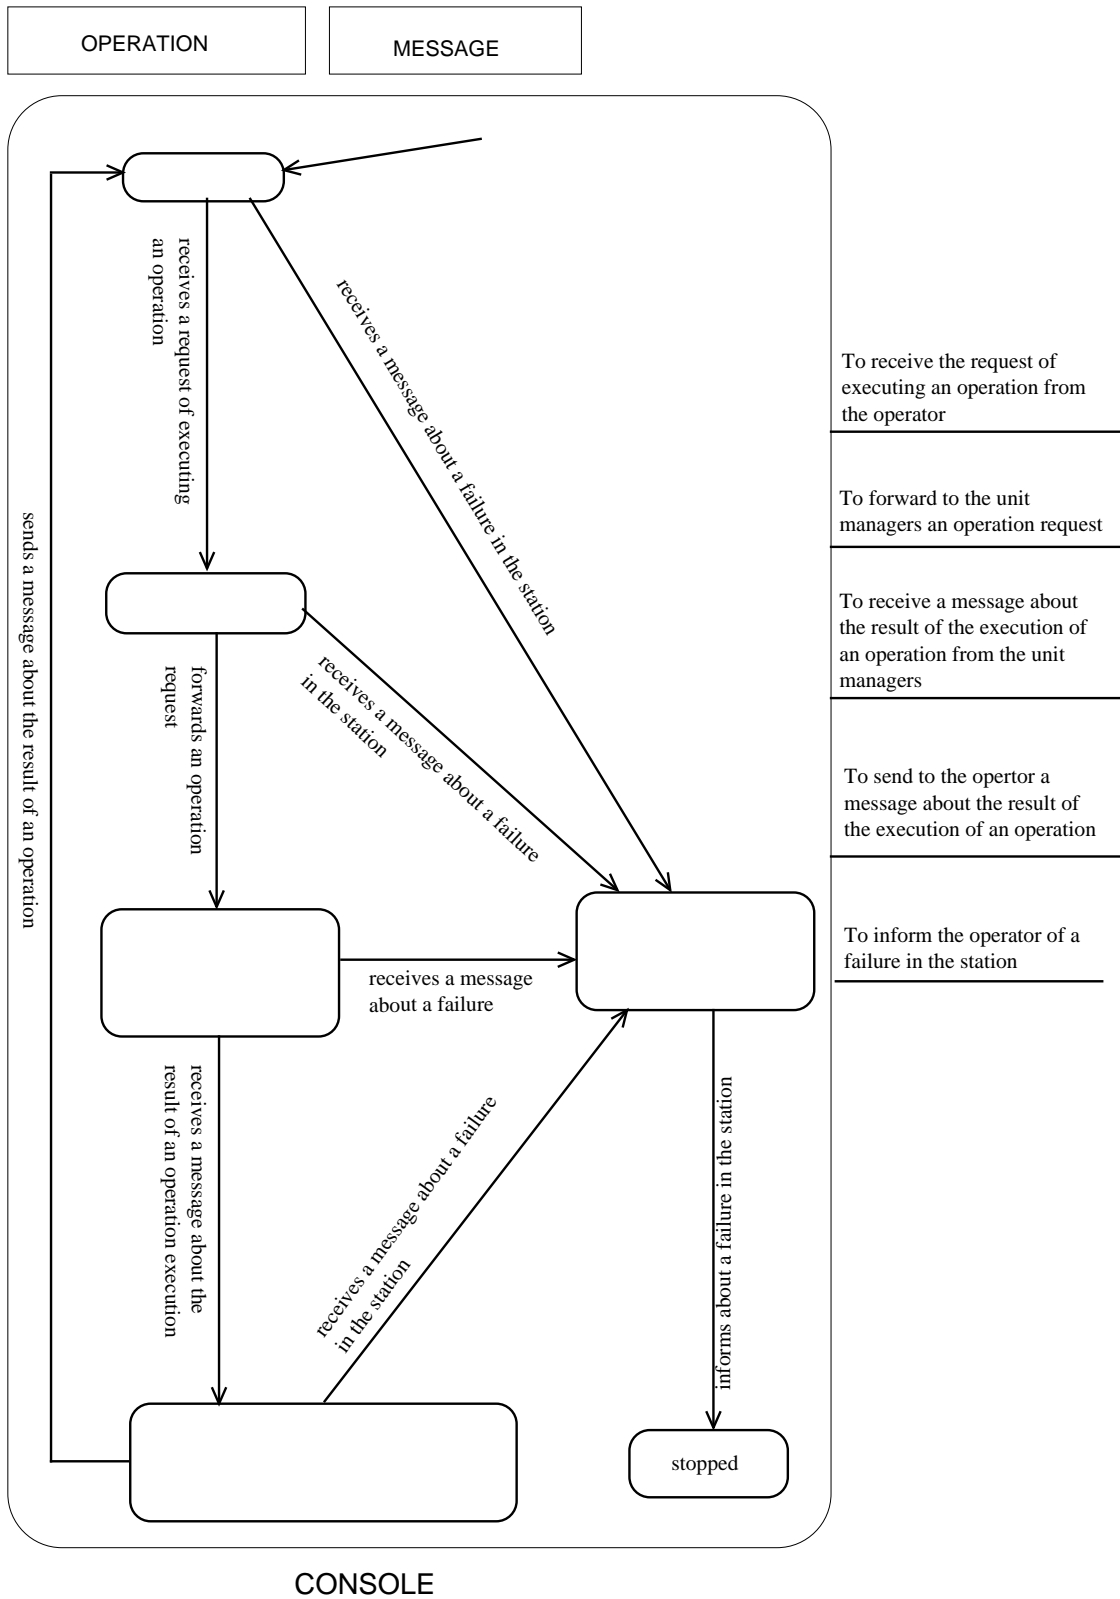 OPERATION
MESSAGE
receives a request of executing
an operation
receives a message about a failure in the station
To receive the request of
executing an operation from
the operator
To forward to the unit
managers an operation request
sends a message about the result of an operation
To receive a message about
the result of the execution of
an operation from the unit
managers
forwards an operation
request
receives a message about a failure
in the station
To send to the opertor a
message about the result of
the execution of an operation
To inform the operator of a
failure in the station
receives a message
about a failure
receives a message about the
result of an operation execution
receives a message about a failure
in the station
informs about a failure in the station
stopped
CONSOLE